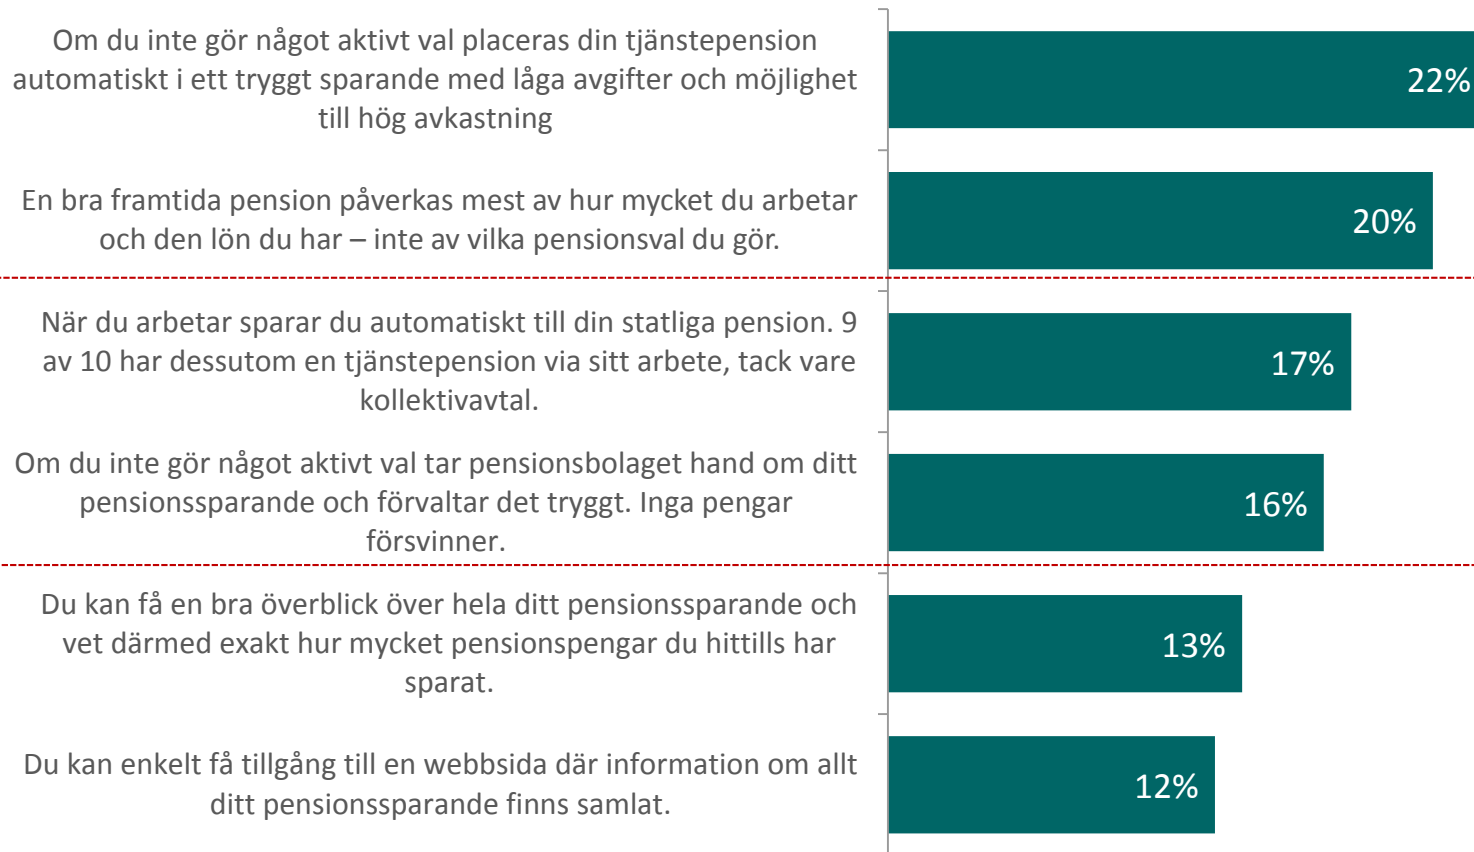 Om du inte gör något aktivt val placeras din tjänstepension
automatiskt i ett tryggt sparande med låga avgifter och möjlighet
till hög avkastning
22%
En bra framtida pension påverkas mest av hur mycket du arbetar
och den lön du har – inte av vilka pensionsval du gör.
20%
När du arbetar sparar du automatiskt till din statliga pension. 9
av 10 har dessutom en tjänstepension via sitt arbete, tack vare
kollektivavtal.
17%
Om du inte gör något aktivt val tar pensionsbolaget hand om ditt
pensionssparande och förvaltar det tryggt. Inga pengar
försvinner.
16%
Du kan få en bra överblick över hela ditt pensionssparande och
vet därmed exakt hur mycket pensionspengar du hittills har
sparat.
13%
Du kan enkelt få tillgång till en webbsida där information om allt
ditt pensionssparande finns samlat.
12%